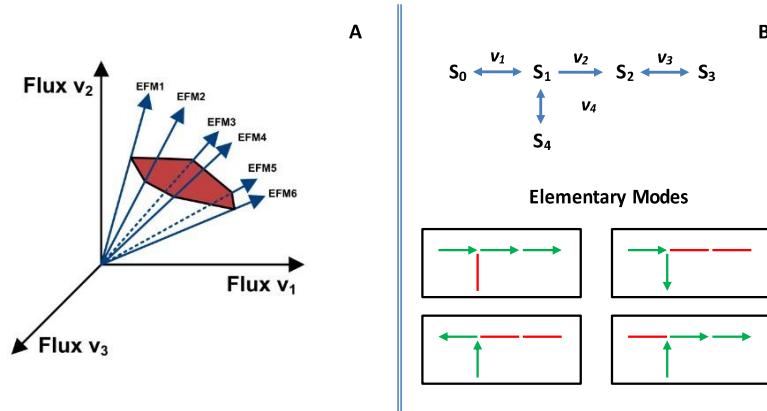 A
Flux v2
EFM1
EFM2
EFM3
EFM4
EFM5
EFM6
Flux v1
Flux v3
B
v1 v2 v3
S0 S1 S2 S3
v4
S4
Elementary Modes